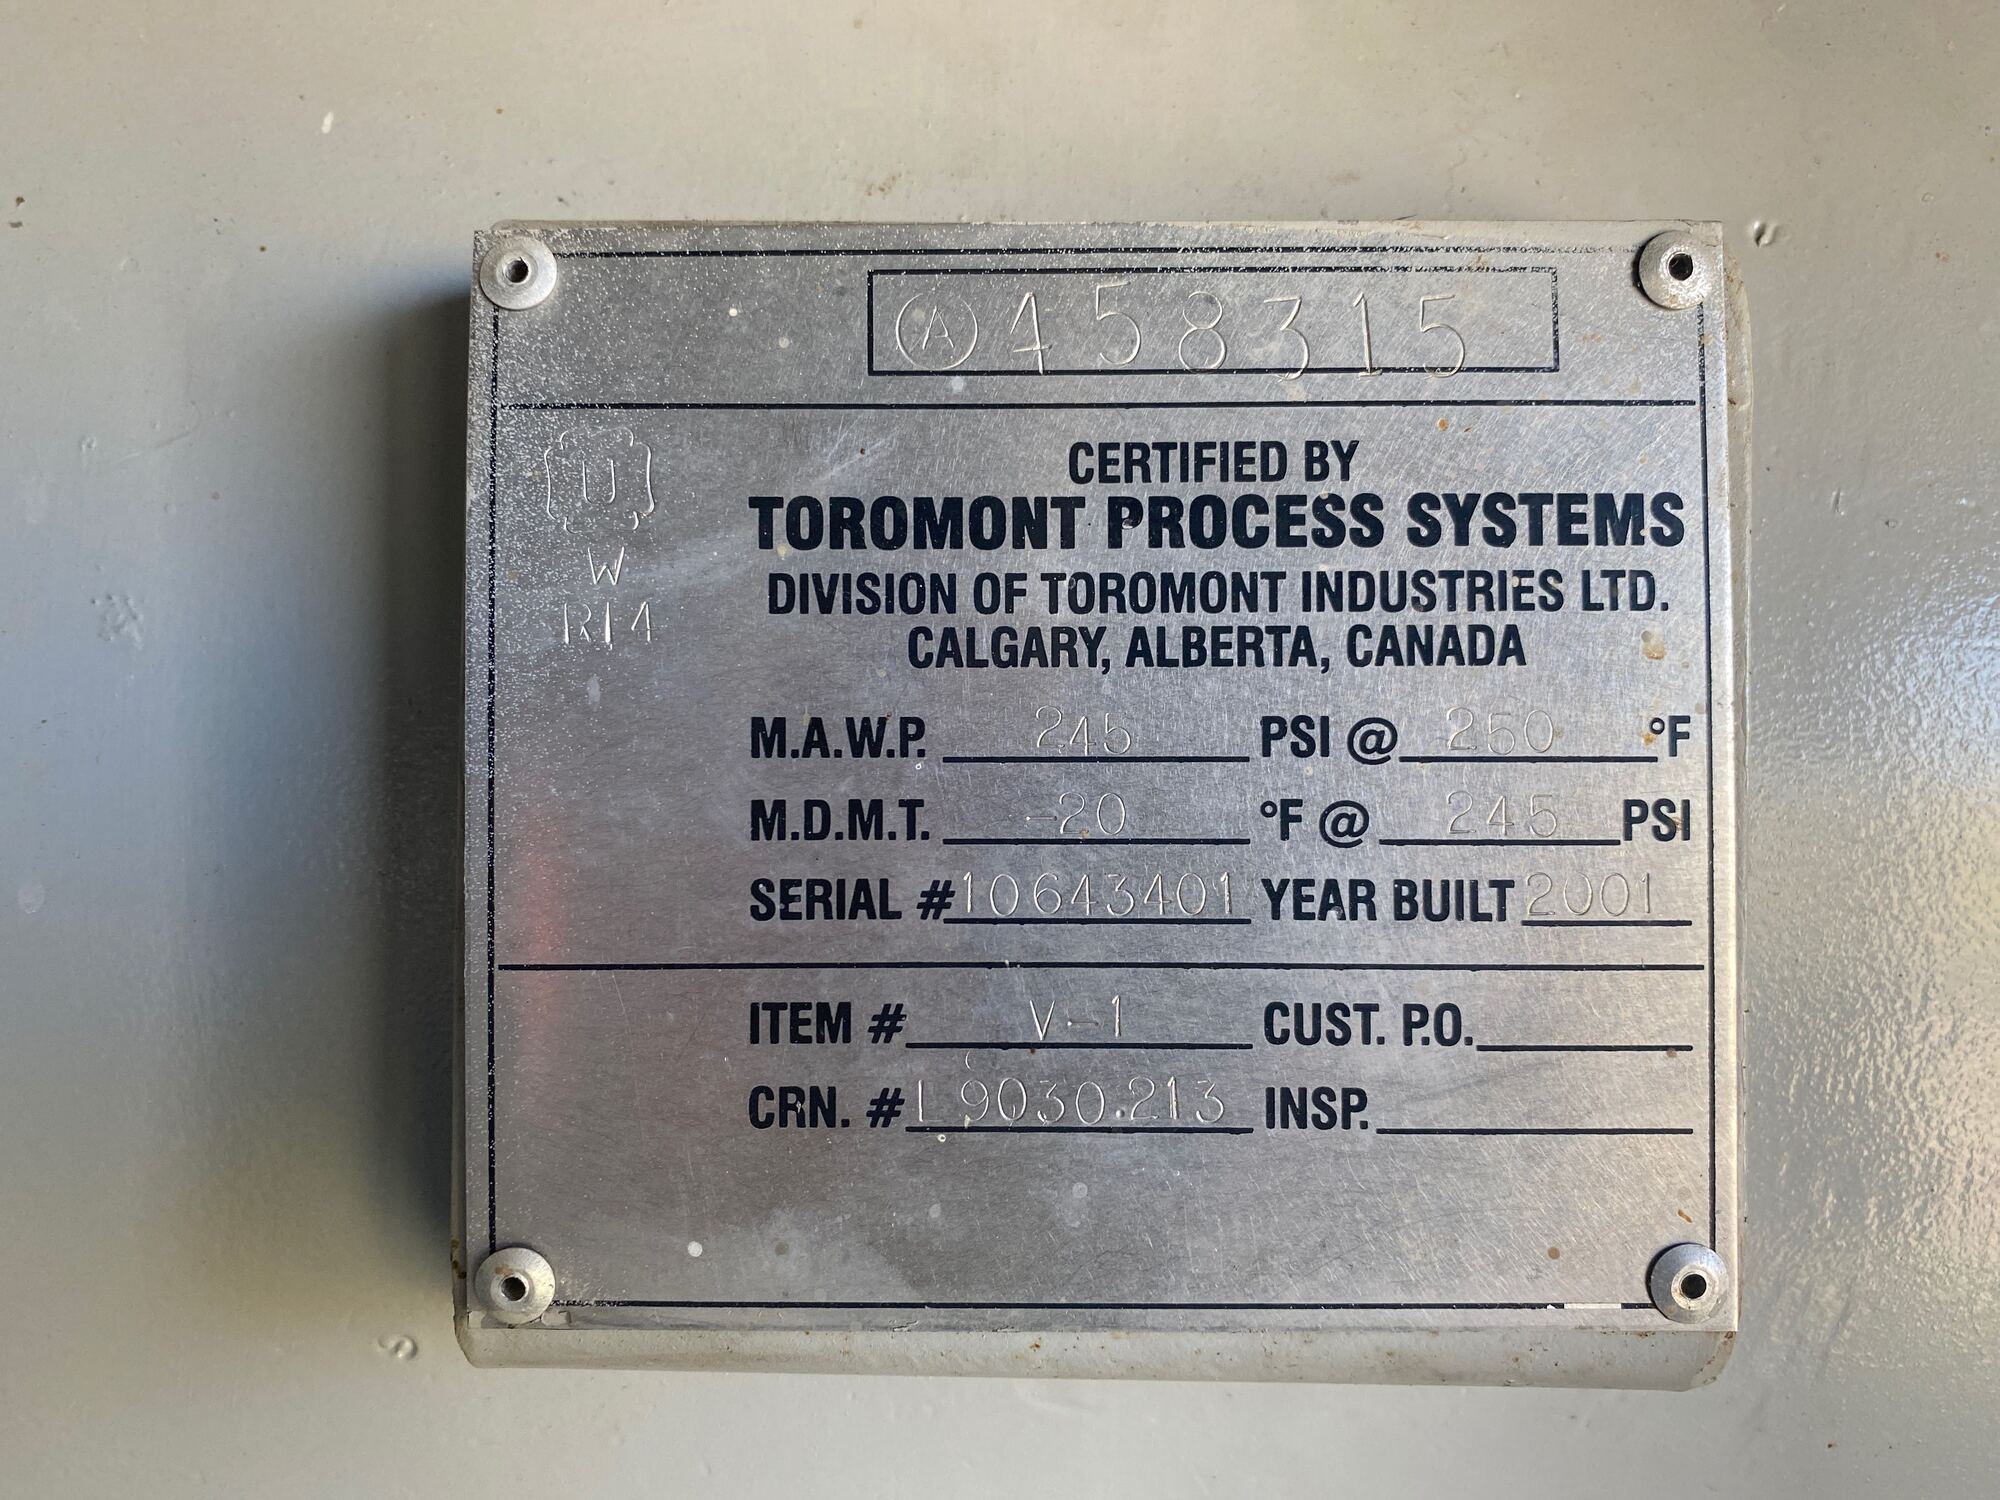 A 458315
U
W
RT4
CERTIFIED BY
TOROMONT PROCESS SYSTEMS
DIVISION OF TOROMONT INDUSTRIES LTD.
CALGARY, ALBERTA, CANADA
M.A.W.P. 245 PSI @ 250 °F
M.D.M.T. -20 °F @ 245 PSI
SERIAL # 10643401 YEAR BUILT 2001
ITEM # V-1 CUST. P.O.
CRN. # L9030.213 INSP.